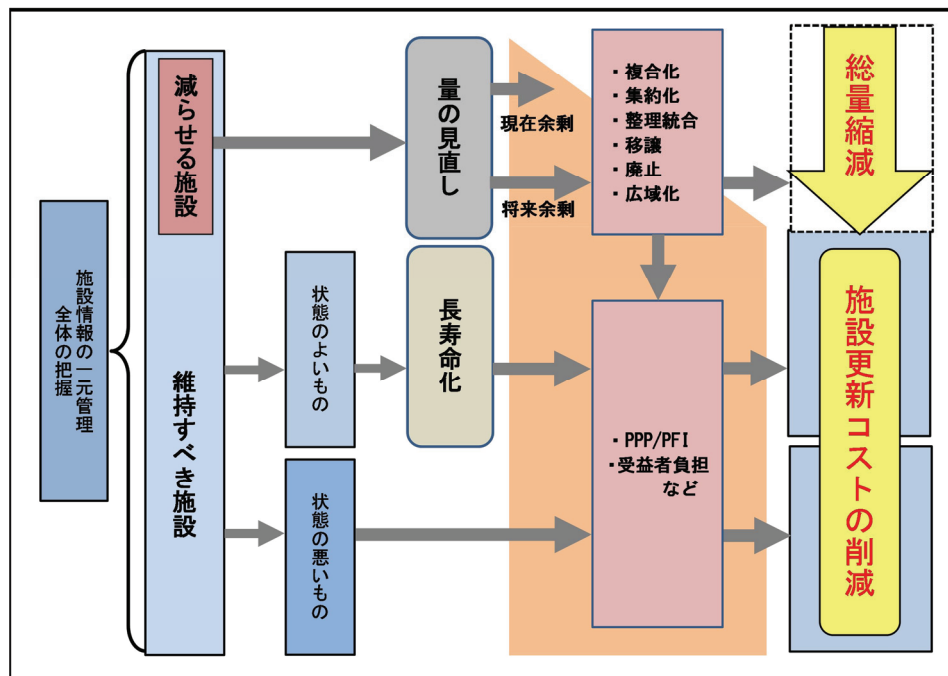 施設情報の一元管理
全体の把握
減らせる施設
維持すべき施設
状態のよいもの
状態の悪いもの
量の見直し
長寿命化
現在余剰
将来余剰
・複合化
・集約化
・整理統合
・移譲
・廃止
・広域化
・PPP/PFI
・受益者負担
など
総量縮減
施設更新コストの削減